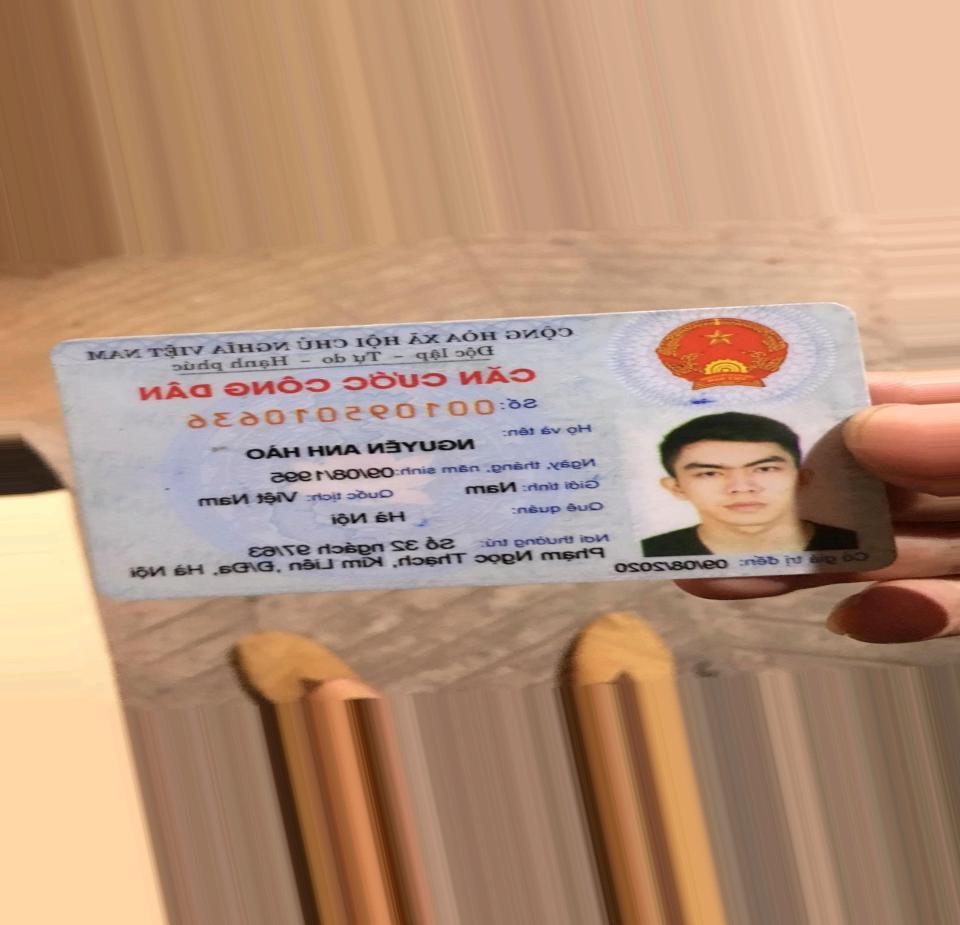 CỘNG HÒA XÃ HỘI CHỦ NGHĨA VIỆT NAM
Độc lập - Tự do - Hạnh phúc
CĂN CƯỚC CÔNG DÂN
Số: 001095010636
Họ và tên:
NGUYỄN ANH HÀO
Ngày, tháng, năm sinh: 09/08/1995
Giới tính: Nam Quốc tịch: Việt Nam
Quê quán:
Hà Nội
Nơi thường trú: Số 32 ngách 97/63
Phạm Ngọc Thạch, Kim Liên, Đ/Đa, Hà Nội
Có giá trị đến: 09/08/2020